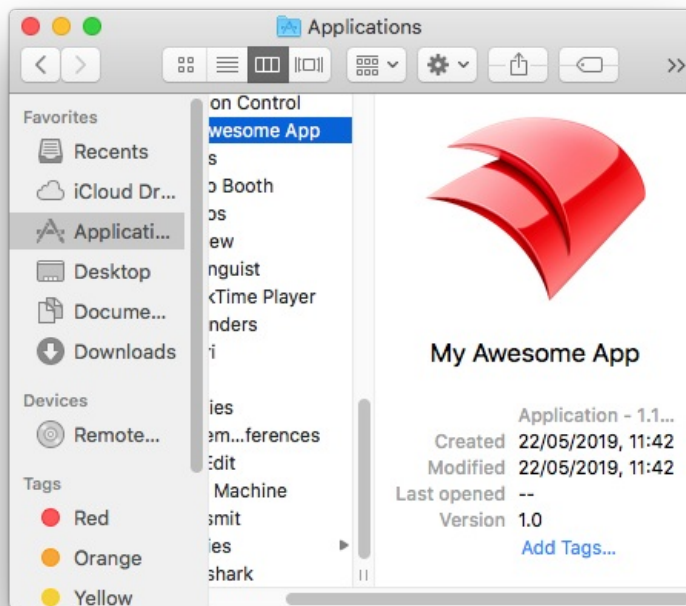 Applications
Favorites
Recents
iCloud Dr...
Applicati...
Desktop
Docume...
Downloads
Devices
Remote...
Tags
Red
Orange
Yellow
on Control
wesome App
s
o Booth
os
ew
nguist
kTime Player
nders
ri
ies
em...ferences
Edit
Machine
smit
ies
shark
My Awesome App
Application - 1.1...
Created 22/05/2019, 11:42
Modified 22/05/2019, 11:42
Last opened --
Version 1.0
Add Tags...